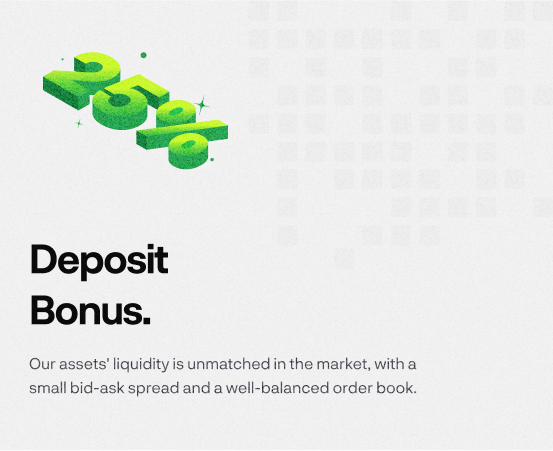 25%
Deposit
Bonus.
Our assets' liquidity is unmatched in the market, with a
small bid-ask spread and a well-balanced order book.